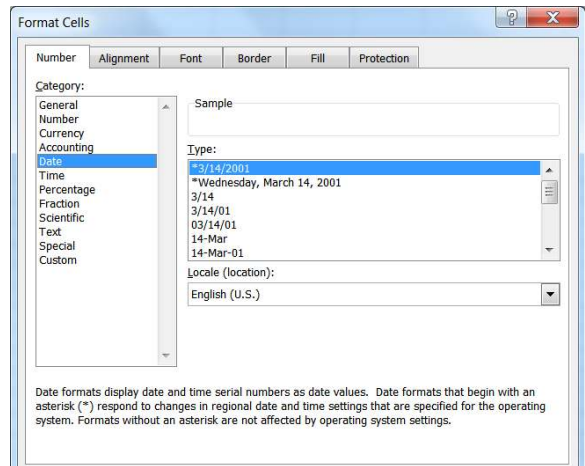 Format Cells
Number Alignment Font Border Fill Protection
Category:
General
Number
Currency
Accounting
Date
Time
Percentage
Fraction
Scientific
Text
Special
Custom
Sample
Type:
*3/14/2001
*Wednesday, March 14, 2001
3/14
3/14/01
03/14/01
14-Mar
14-Mar-01
Locale (location):
English (U.S.)
Date formats display date and time serial numbers as date values. Date formats that begin with an
asterisk (*) respond to changes in regional date and time settings that are specified for the operating
system. Formats without an asterisk are not affected by operating system settings.